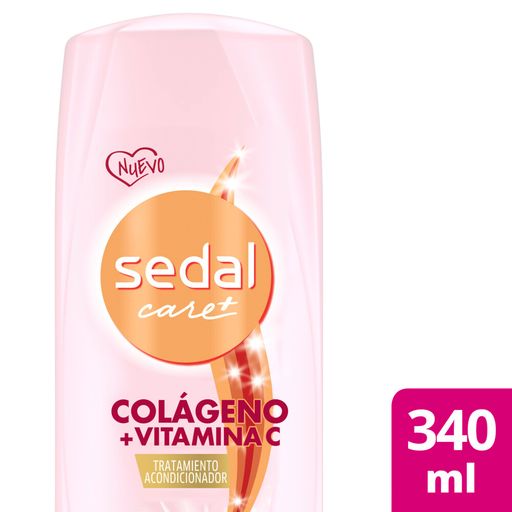 NUEVO
sedal
care+
COLÁGENO
+VITAMINA C
TRATAMIENTO
ACONDICIONADOR
340
ml